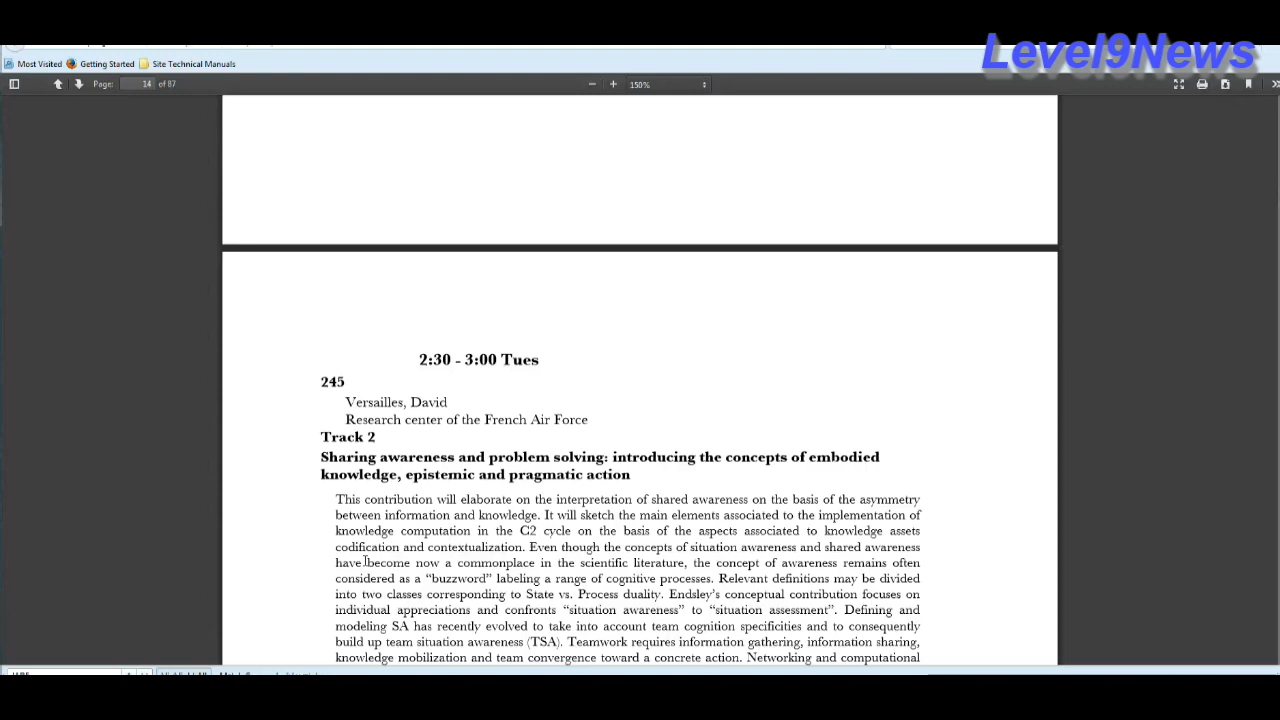 Level9News
Most Visited Getting Started Site Technical Manuals
Page: 14 of 87 150%
2:30 - 3:00 Tues
245
Versailles, David
Research center of the French Air Force
Track 2
Sharing awareness and problem solving: introducing the concepts of embodied
knowledge, epistemic and pragmatic action
This contribution will elaborate on the interpretation of shared awareness on the basis of the asymmetry
between information and knowledge. It will sketch the main elements associated to the implementation of
knowledge computation in the C2 cycle on the basis of the aspects associated to knowledge assets
codification and contextualization. Even though the concepts of situation awareness and shared awareness
have become now a commonplace in the scientific literature, the concept of awareness remains often
considered as a “buzzword” labeling a range of cognitive processes. Relevant definitions may be divided
into two classes corresponding to State vs. Process duality. Endsley’s conceptual contribution focuses on
individual appreciations and confronts “situation awareness” to “situation assessment”. Defining and
modeling SA has recently evolved to take into account team cognition specificities and to consequently
build up team situation awareness (TSA). Teamwork requires information gathering, information sharing,
knowledge mobilization and team convergence toward a concrete action. Networking and computational